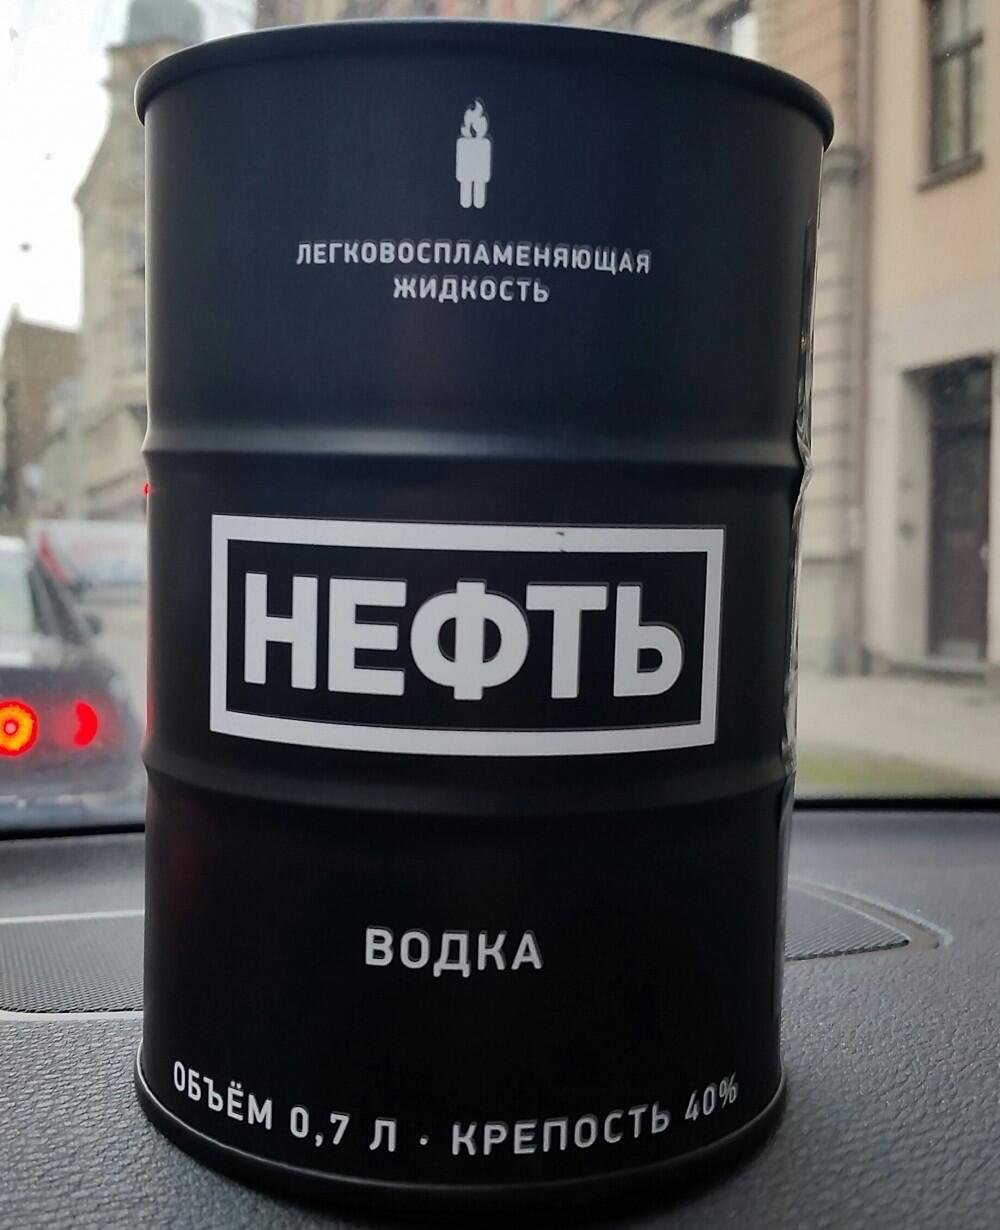 ЛЕГКОВОСПЛАМЕНЯЮЩАЯ
ЖИДКОСТЬ
НЕФТЬ
ВОДКА
ОБЪЁМ 0,7 Л · КРЕПОСТЬ 40%